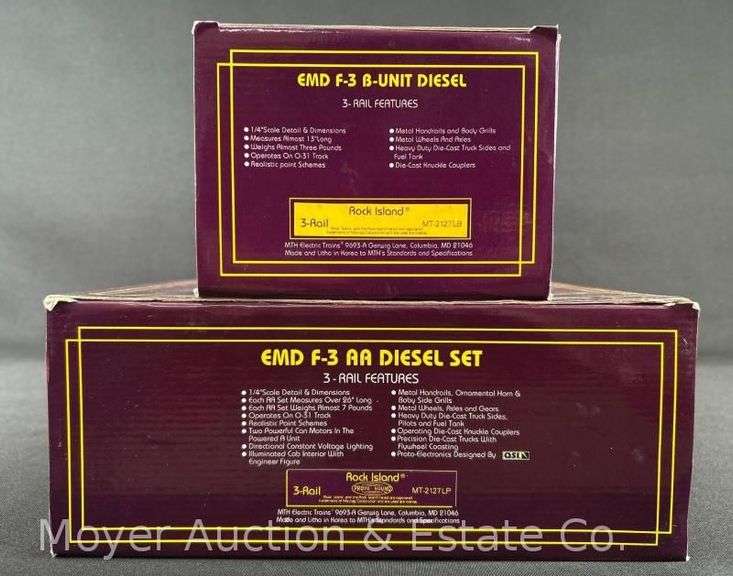 EMD F-3 B-UNIT DIESEL
3-RAIL FEATURES
● 1/4" Scale Detail & Dimensions
● Measures Almost 13" Long
● Weighs Almost Three Pounds
● Operates On O-31 Track
● Realistic paint Schemes
● Metal Handrails and Body Grills
● Metal Wheels And Axles
● Heavy Duty Die-Cast Truck Sides and
Fuel Tank
● Die-Cast Knuckle Couplers
Rock Island®
3-Rail
MT-2127LB
MTH Electric Trains® 9693-A Gerwig Lane, Columbia, MD 21046
Made and Litho in Korea to MTH's Standards and Specifications
EMD F-3 AA DIESEL SET
3-RAIL FEATURES
● 1/4" Scale Detail & Dimensions
● Each AA Set Measures Over 26" Long
● Each AA Set Weighs Almost 7 Pounds
● Operates On O-31 Track
● Realistic Paint Schemes
● Two Powerful Can Motors In The
Powered A Unit
● Directional Constant Voltage Lighting
● Illuminated Cab Interior With
Engineer Figure
● Metal Handrails, Ornamental Horn &
Baby Side Grills
● Metal Wheels, Axles and Gears
● Heavy Duty Die-Cast Truck Sides,
Pilots and Fuel Tank
● Operating Die-Cast Knuckle Couplers
● Precision Die-Cast Trucks With
Flywheel Coasting
● Proto-Electronics Designed By QSI
Rock Island®
3-Rail
PROTO SOUND
MT-2127LP
MTH Electric Trains® 9693-A Gerwig Lane, Columbia, MD 21046
Made and Litho in Korea to MTH's Standards and Specifications
Moyer Auction & Estate Co.